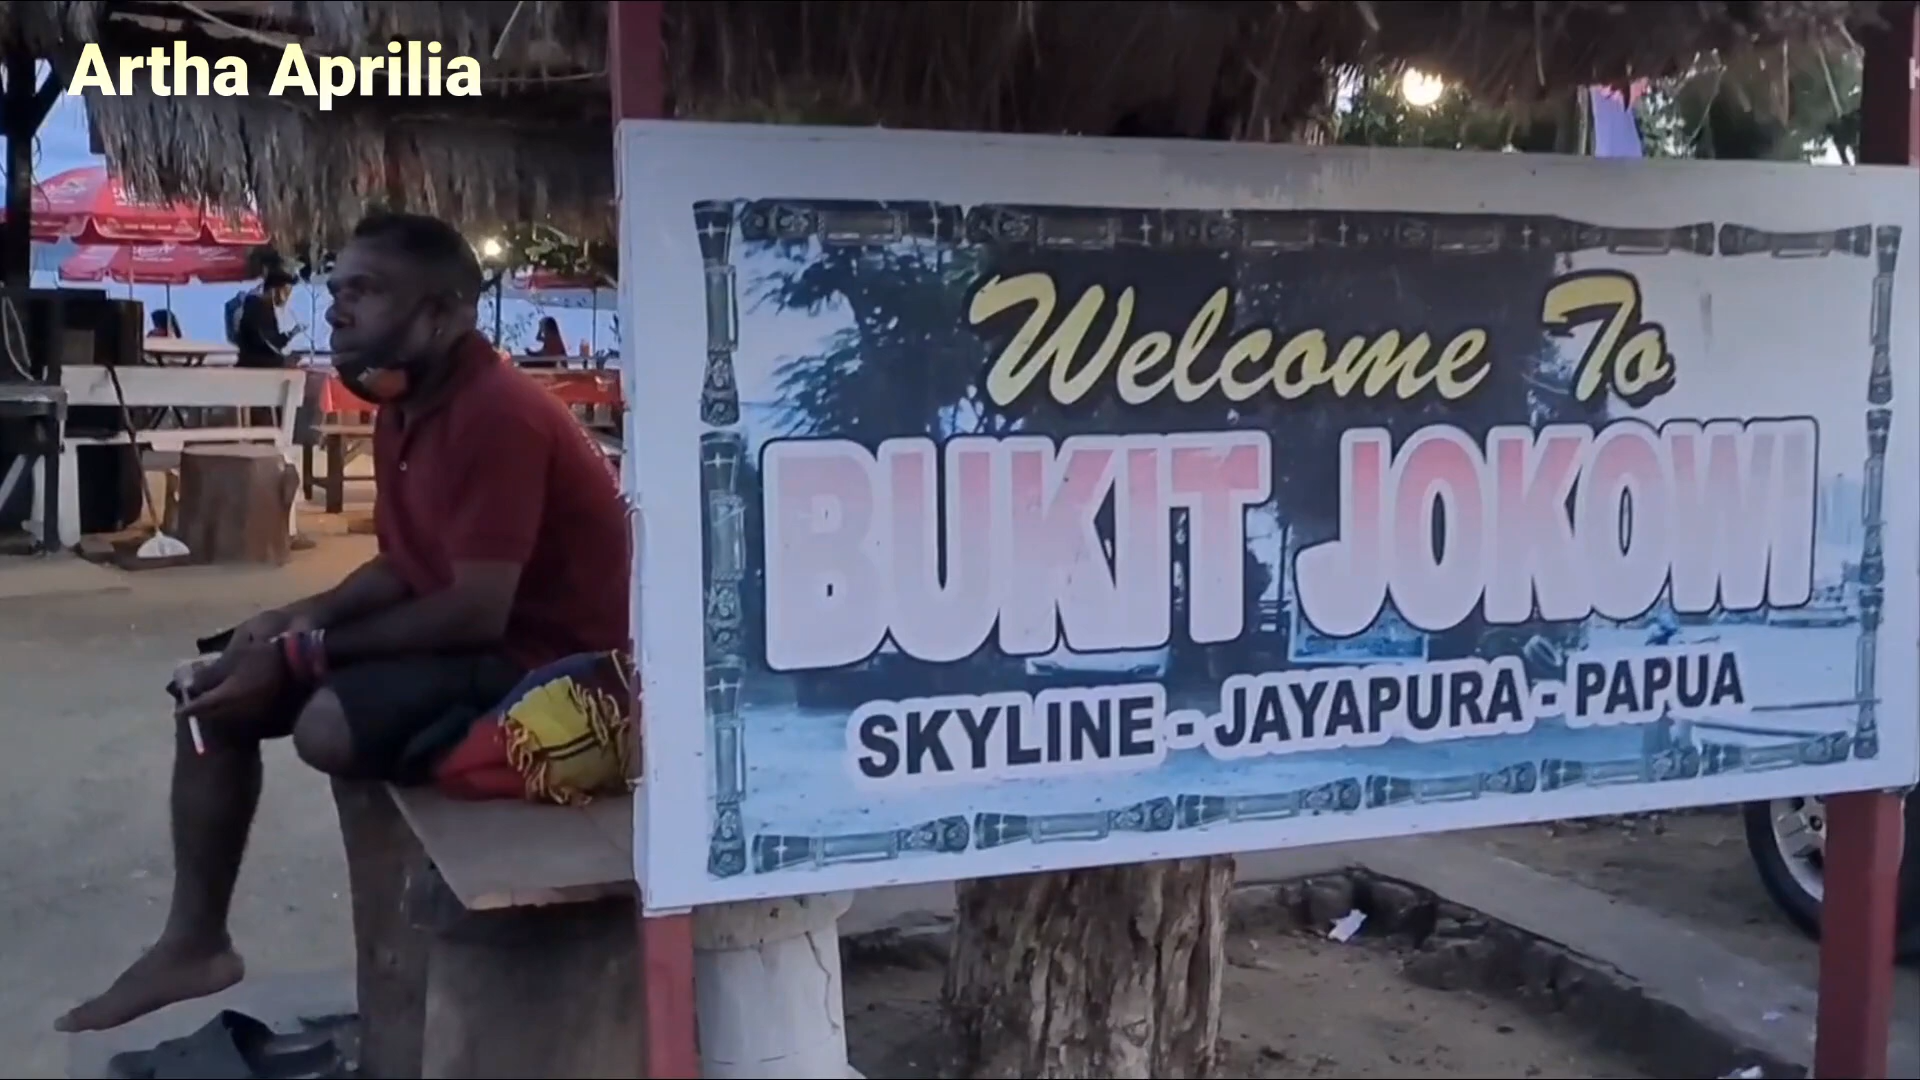 Artha Aprilia
Welcome To
BUKIT JOKOWI
SKYLINE - JAYAPURA - PAPUA